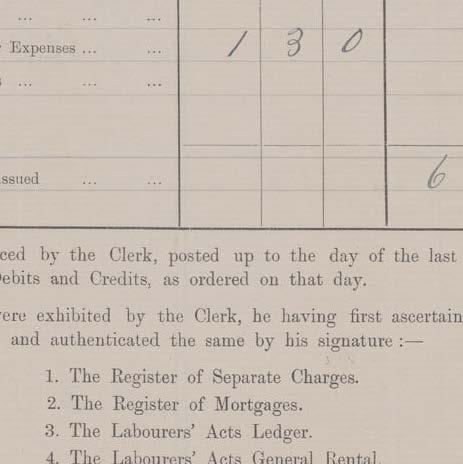 ... ... ...
Expenses ... ... 1 3 0
... ...
issued ... ... 6
ced by the Clerk, posted up to the day of the last
Debits and Credits, as ordered on that day.
were exhibited by the Clerk, he having first ascertain
and authenticated the same by his signature :—
1. The Register of Separate Charges.
2. The Register of Mortgages.
3. The Labourers' Acts Ledger.
4. The Labourers' Acts General Rental.